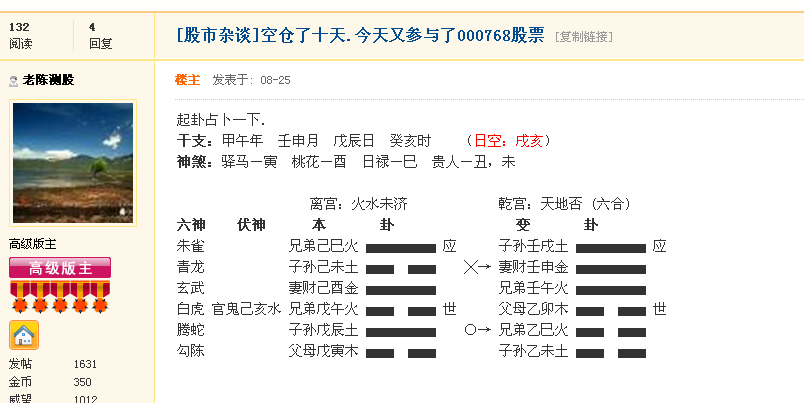 132 4
阅读 回复
[股市杂谈]空仓了十天.今天又参与了000768股票 [复制链接]
老陈测股
楼主 发表于: 08-25
起卦占卜一下.
干支：甲午年 壬申月 戊辰日 癸亥时 （日空：戌亥）
神煞：驿马—寅 桃花—酉 日禄—巳 贵人—丑，未
离宫：火水未济 乾宫：天地否（六合）
六神 伏神 本 卦 变 卦
朱雀 兄弟己巳火 应 子孙壬戌土 应
青龙 子孙己未土 ×→ 妻财壬申金
玄武 妻财己酉金 兄弟壬午火
白虎 官鬼己亥水 兄弟戊午火 世 父母乙卯木 世
腾蛇 子孙戊辰土 ○→ 兄弟乙巳火
勾陈 父母戊寅木 子孙乙未土
高级版主
高级版主
发帖 1631
金币 350
威望 1012